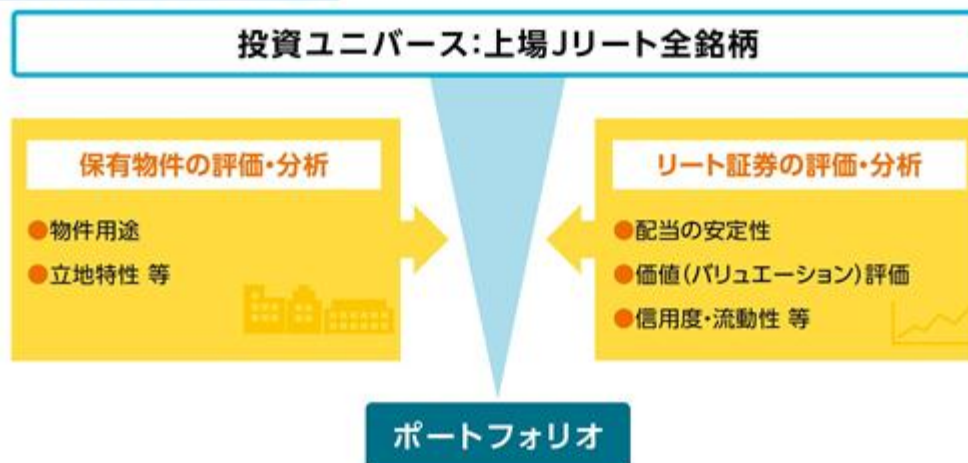 投資ユニバース:上場Jリート全銘柄
保有物件の評価・分析
●物件用途
●立地特性 等
リート証券の評価・分析
●配当の安定性
●価値(バリュエーション)評価
●信用度・流動性 等
ポートフォリオ